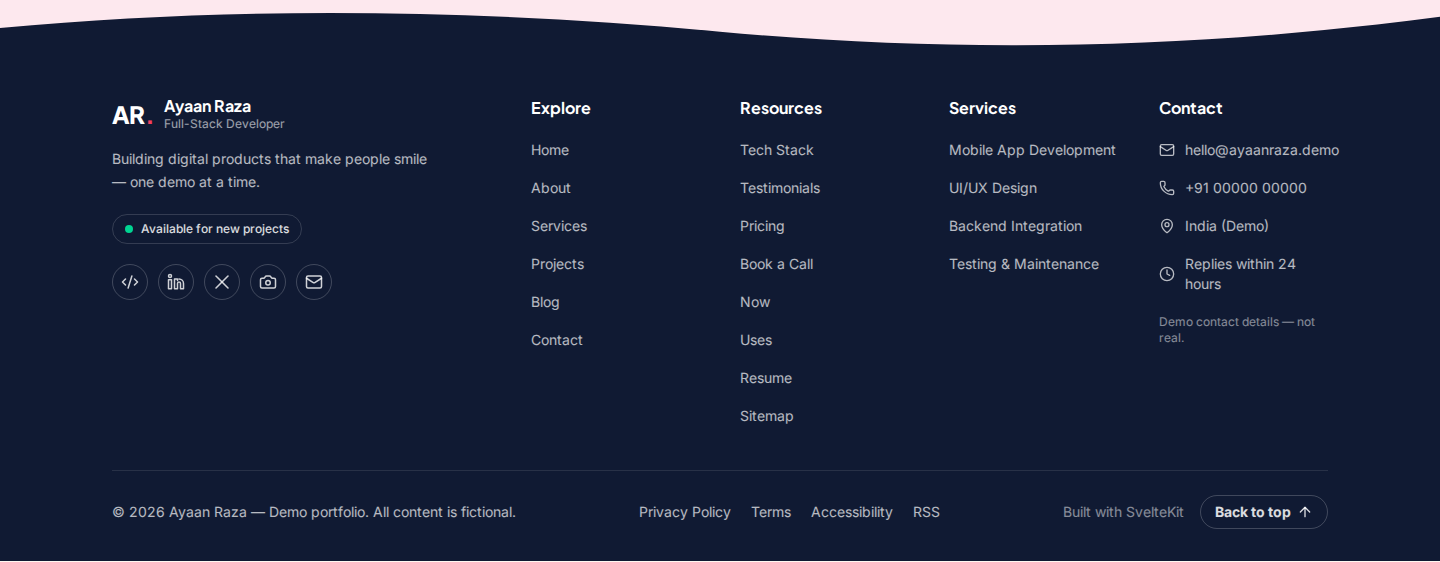 AR.
Ayaan Raza
Full-Stack Developer
Building digital products that make people smile
— one demo at a time.
Available for new projects
Explore
Home
About
Services
Projects
Blog
Contact
Resources
Tech Stack
Testimonials
Pricing
Book a Call
Now
Uses
Resume
Sitemap
Services
Mobile App Development
UI/UX Design
Backend Integration
Testing & Maintenance
Contact
hello@ayaanraza.demo
+91 00000 00000
India (Demo)
Replies within 24
hours
Demo contact details — not
real.
© 2026 Ayaan Raza — Demo portfolio. All content is fictional.
Privacy Policy Terms Accessibility RSS
Built with SvelteKit
Back to top